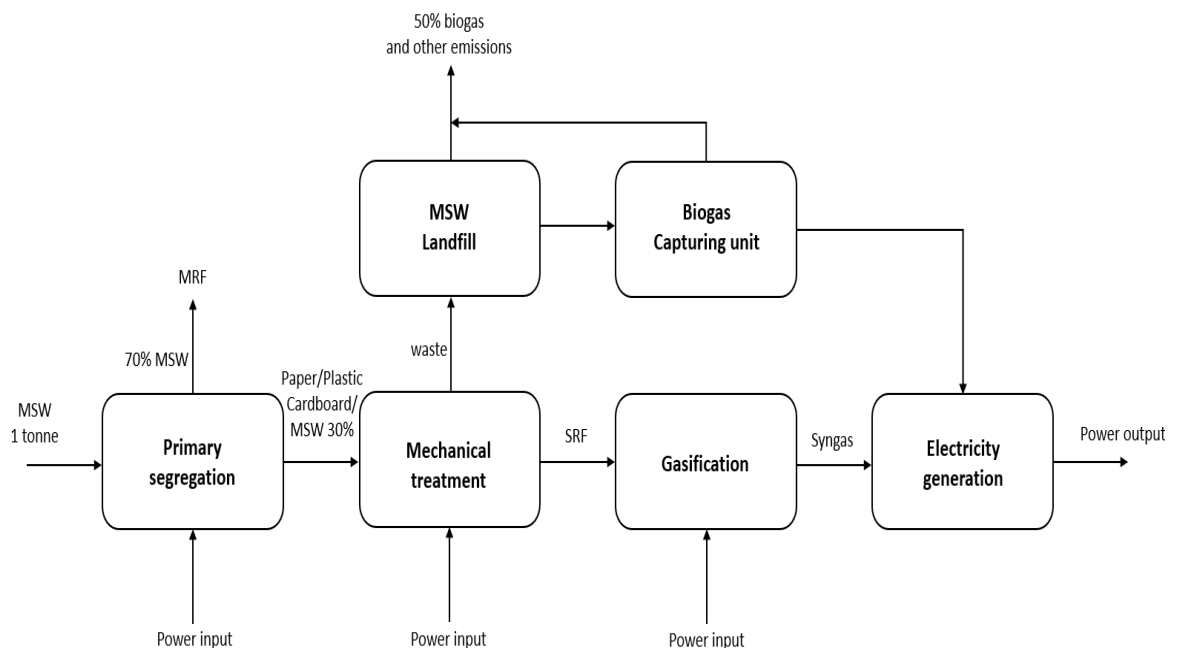 50% biogas
and other emissions
MSW
Landfill
Biogas
Capturing unit
MRF
70% MSW
waste
Paper/Plastic
Cardboard/
MSW 30%
MSW
1 tonne
Primary
segregation
Mechanical
treatment
SRF
Gasification
Syngas
Electricity
generation
Power output
Power input
Power input
Power input